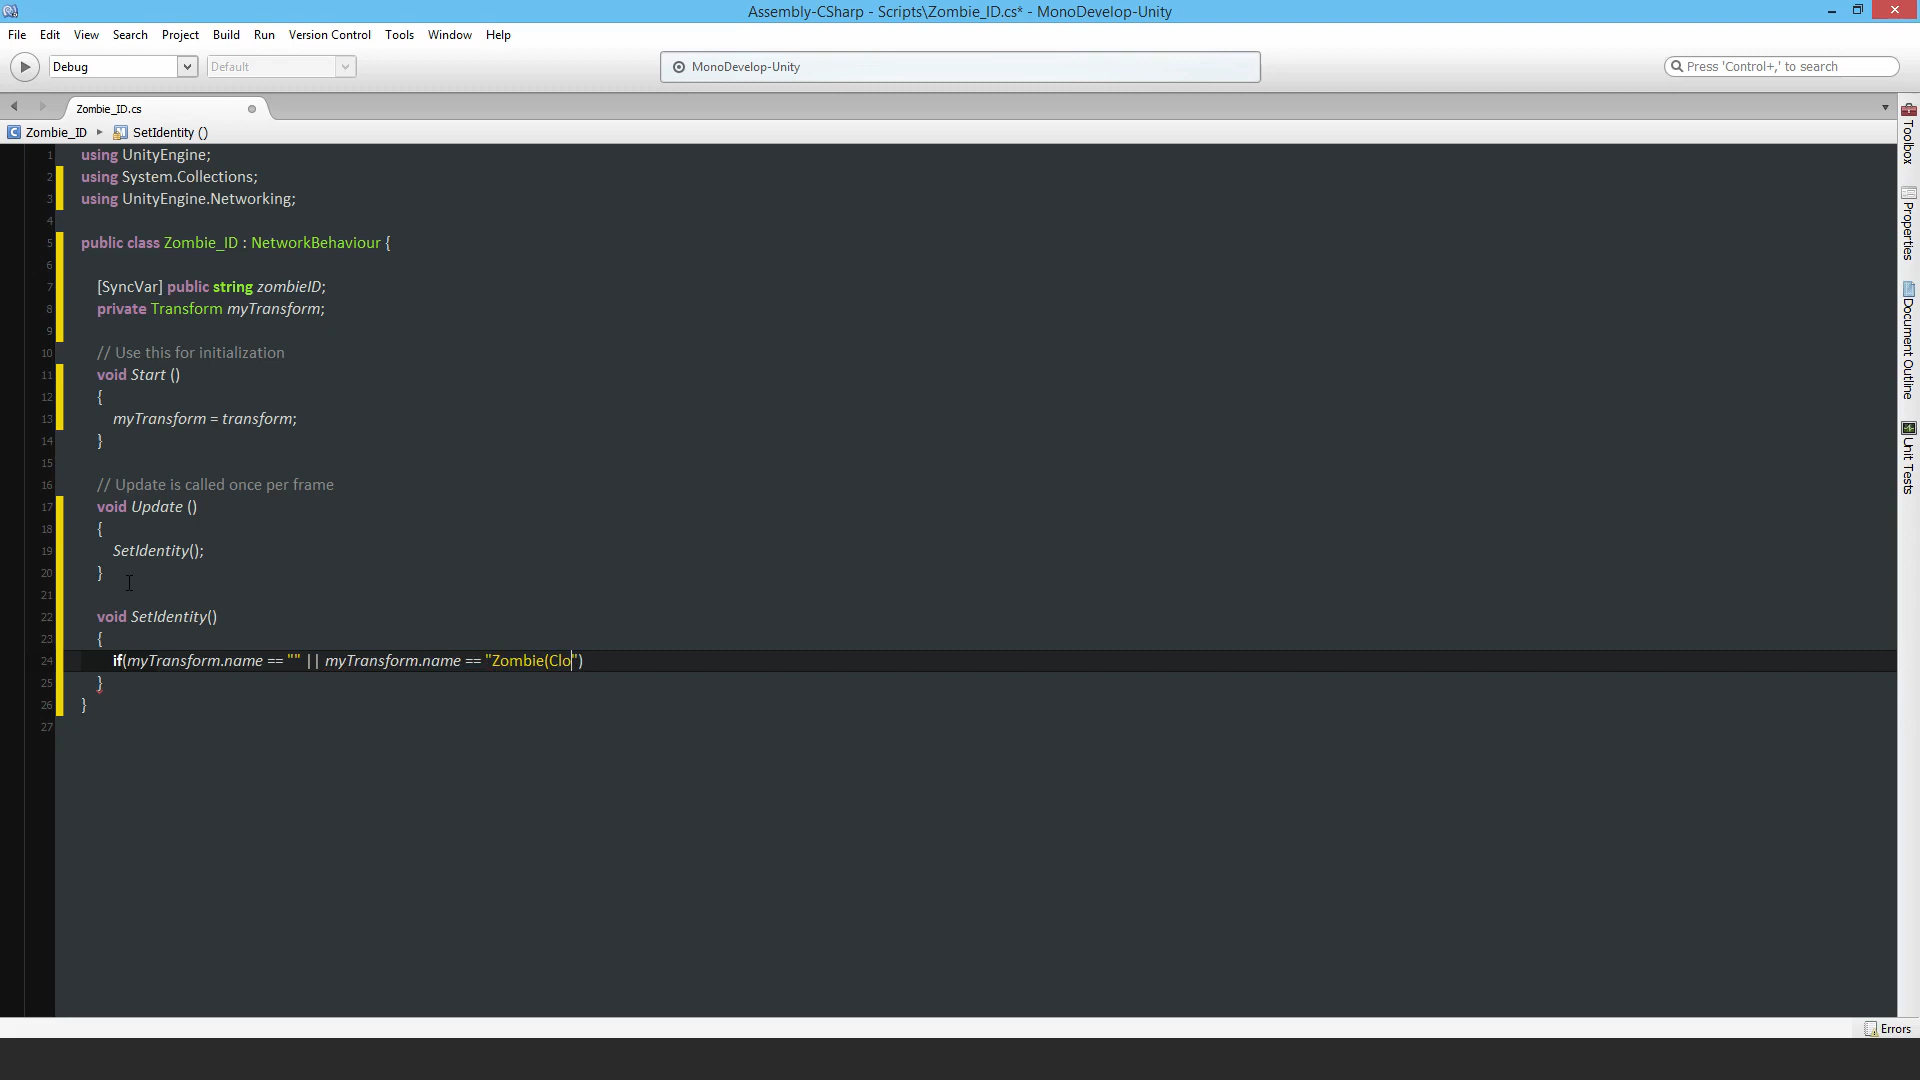 Assembly-CSharp - Scripts\Zombie_ID.cs* - MonoDevelop-Unity
File Edit View Search Project Build Run Version Control Tools Window Help
Debug Default MonoDevelop-Unity Press 'Control+,' to search
Zombie_ID.cs
Zombie_ID SetIdentity ()
1 using UnityEngine;
2 using System.Collections;
3 using UnityEngine.Networking;
4
5 public class Zombie_ID : NetworkBehaviour {
6
7 [SyncVar] public string zombieID;
8 private Transform myTransform;
9
10 // Use this for initialization
11 void Start ()
12 {
13 myTransform = transform;
14 }
15
16 // Update is called once per frame
17 void Update ()
18 {
19 SetIdentity();
20 }
21
22 void SetIdentity()
23 {
24 if(myTransform.name == "" || myTransform.name == "Zombie(Clo")
25 }
26 }
27
Toolbox
Properties
Document Outline
Unit Tests
Errors